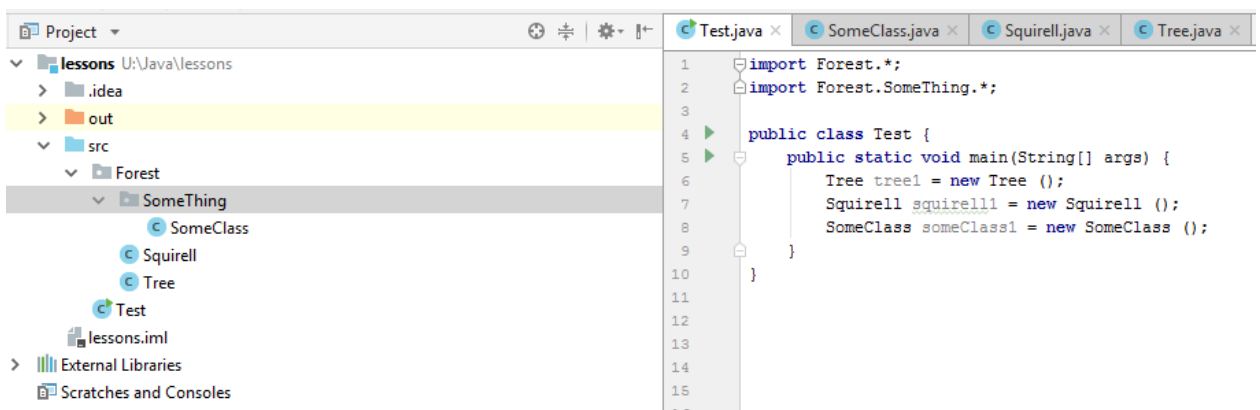 Project
lessons U:\Java\lessons
.idea
out
src
Forest
SomeThing
SomeClass
Squirell
Tree
Test
lessons.iml
External Libraries
Scratches and Consoles
Test.java SomeClass.java Squirell.java Tree.java
1 import Forest.*;
2 import Forest.SomeThing.*;
3
4 public class Test {
5 public static void main(String[] args) {
6 Tree tree1 = new Tree ();
7 Squirell squirell1 = new Squirell ();
8 SomeClass someClass1 = new SomeClass ();
9 }
10 }
11
12
13
14
15